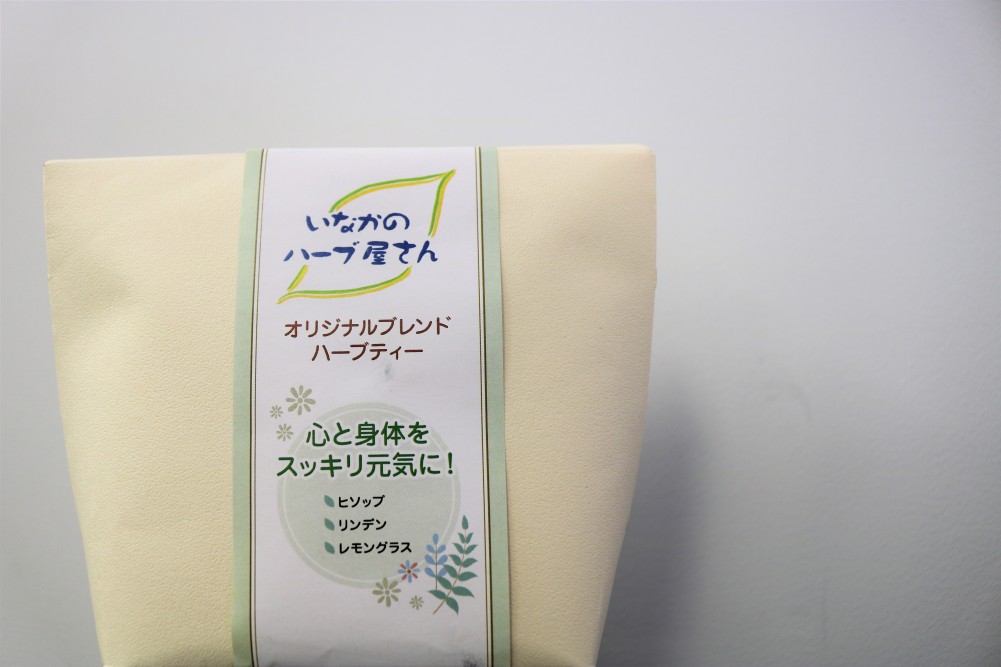 いなかの
ハーブ屋さん
オリジナルブレンド
ハーブティー
心と身体を
スッキリ元気に！
ヒソップ
リンデン
レモングラス